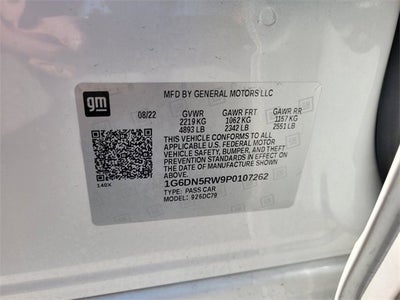 gm
MFD BY GENERAL MOTORS LLC
08/22 GVWR GAWR FRT GAWR RR
2219 KG 1062 KG 1157 KG
4893 LB 2342 LB 2551 LB
THIS VEHICLE CONFORMS TO ALL
APPLICABLE U.S. FEDERAL MOTOR
VEHICLE SAFETY, BUMPER, AND THEFT
PREVENTION STANDARDS IN EFFECT ON
THE DATE OF MANUFACTURE SHOWN
ABOVE.
140X
1G6DN5RW9P0107262
TYPE: PASS CAR
MODEL: 926DC79